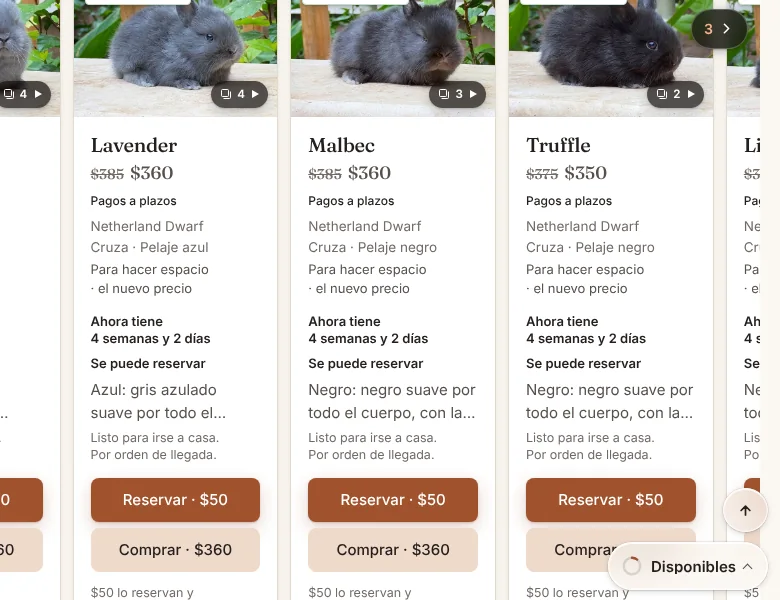 4
4
3
2
3
Lavender
$385 $360
Pagos a plazos
Netherland Dwarf
Cruza · Pelaje azul
Para hacer espacio
· el nuevo precio
Ahora tiene
4 semanas y 2 días
Se puede reservar
Azul: gris azulado
suave por todo el...
Listo para irse a casa.
Por orden de llegada.
Reservar · $50
Comprar · $360
$50 lo reservan y
Malbec
$385 $360
Pagos a plazos
Netherland Dwarf
Cruza · Pelaje negro
Para hacer espacio
· el nuevo precio
Ahora tiene
4 semanas y 2 días
Se puede reservar
Negro: negro suave por
todo el cuerpo, con la...
Listo para irse a casa.
Por orden de llegada.
Reservar · $50
Comprar · $360
$50 lo reservan y
Truffle
$375 $350
Pagos a plazos
Netherland Dwarf
Cruza · Pelaje negro
Para hacer espacio
· el nuevo precio
Ahora tiene
4 semanas y 2 días
Se puede reservar
Negro: negro suave por
todo el cuerpo, con la...
Listo para irse a casa.
Por orden de llegada.
Reservar · $50
Comprar
$50 lo reservan y
Disponibles